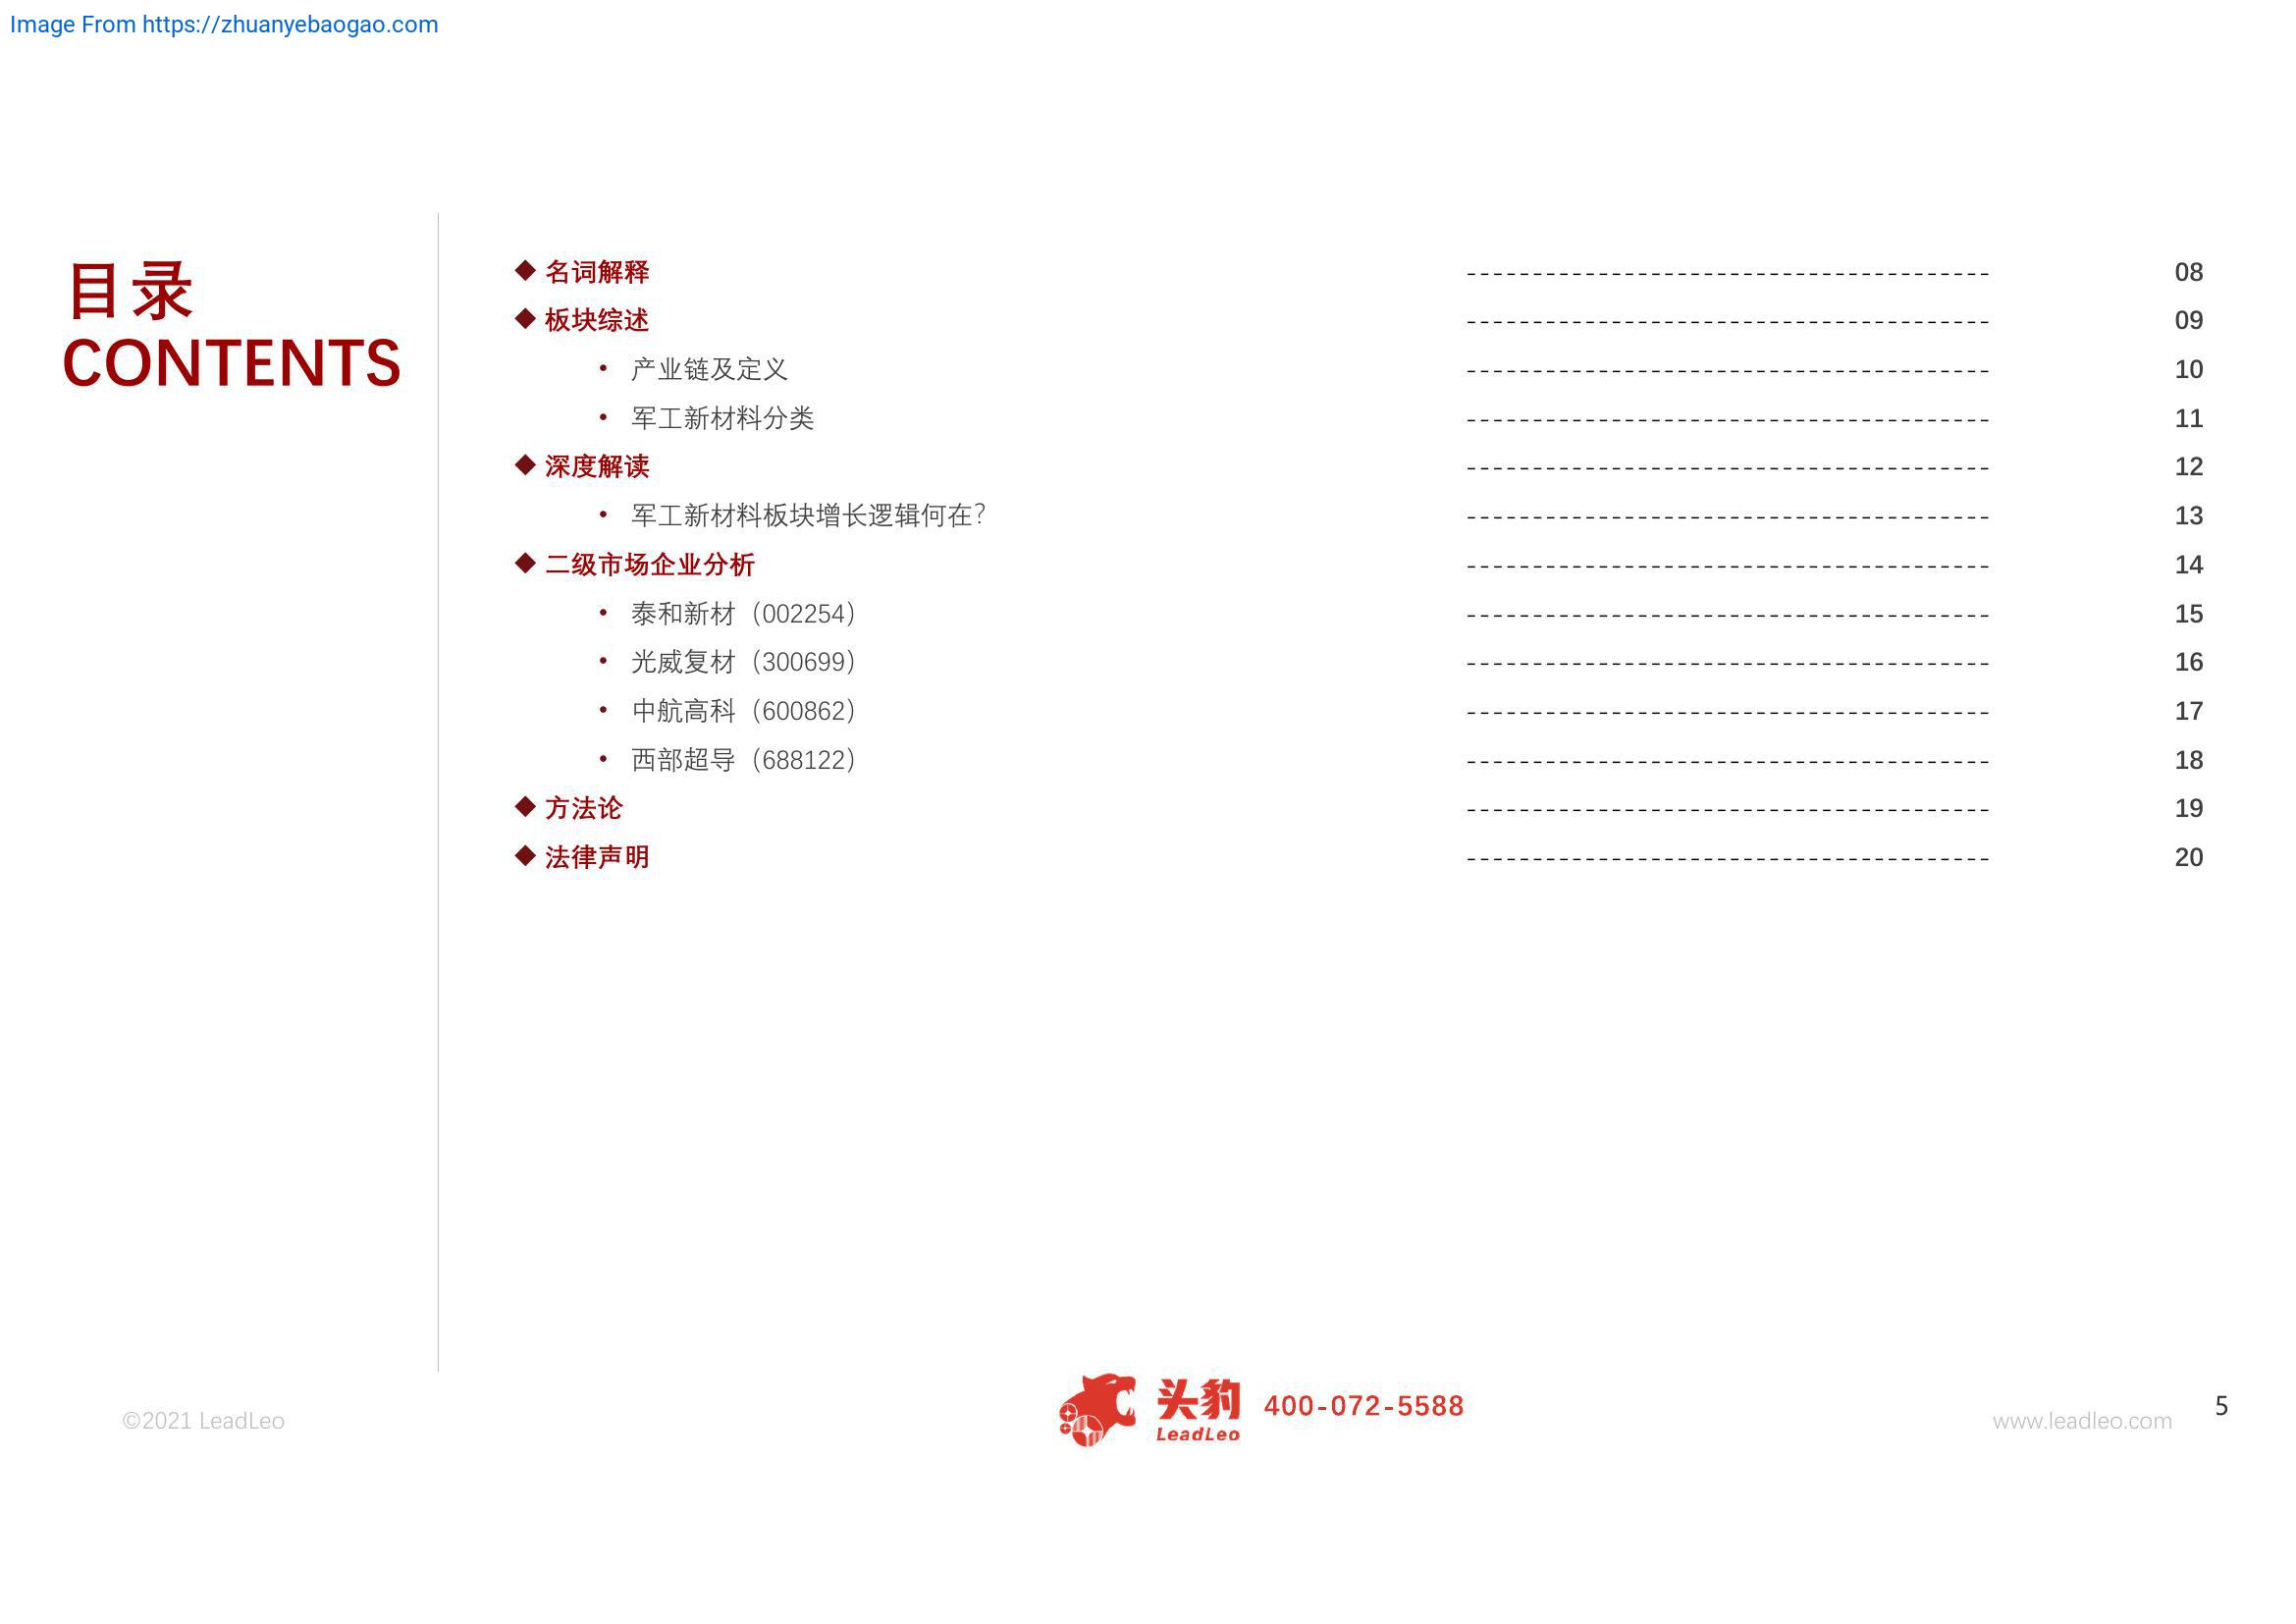 Image From https://zhuanyebaogao.com
目录
CONTENTS
◆ 名词解释 ---------------------------------------- 08
◆ 板块综述 ---------------------------------------- 09
• 产业链及定义 ---------------------------------------- 10
• 军工新材料分类 ---------------------------------------- 11
◆ 深度解读 ---------------------------------------- 12
• 军工新材料板块增长逻辑何在? ---------------------------------------- 13
◆ 二级市场企业分析 ---------------------------------------- 14
• 泰和新材（002254） ---------------------------------------- 15
• 光威复材（300699） ---------------------------------------- 16
• 中航高科（600862） ---------------------------------------- 17
• 西部超导（688122） ---------------------------------------- 18
◆ 方法论 ---------------------------------------- 19
◆ 法律声明 ---------------------------------------- 20
©2021 LeadLeo
头豹
LeadLeo
400-072-5588
www.leadleo.com
5